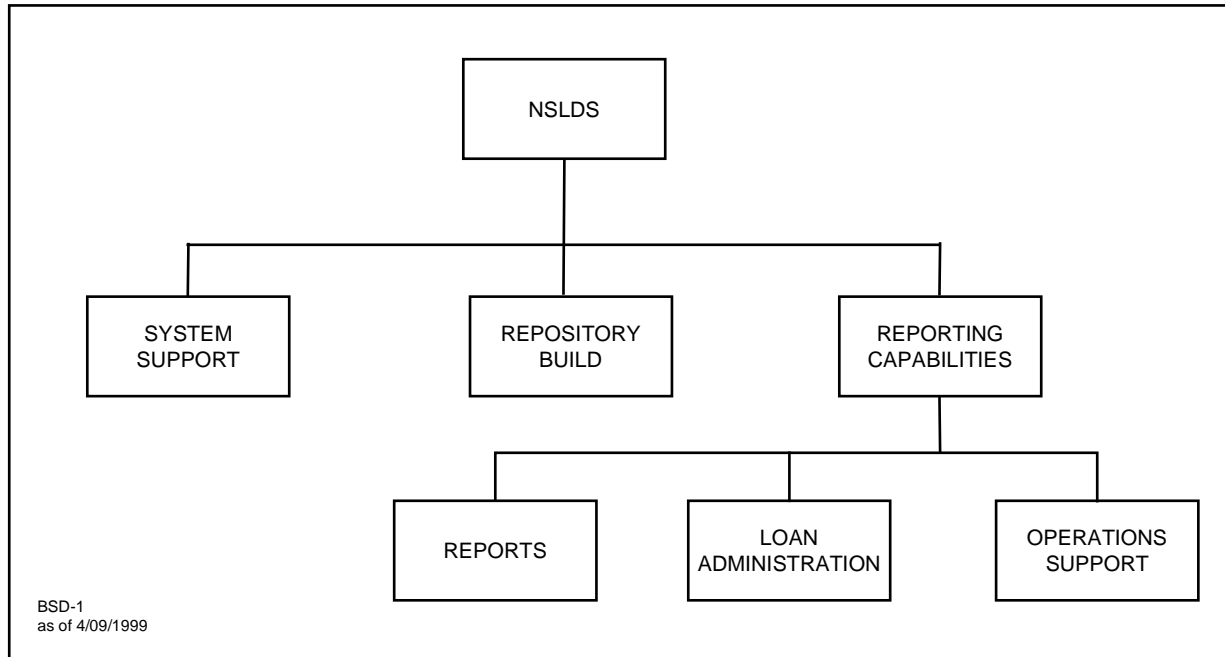 NSLDS
SYSTEM
SUPPORT
REPOSITORY
BUILD
REPORTING
CAPABILITIES
REPORTS
LOAN
ADMINISTRATION
OPERATIONS
SUPPORT
BSD-1
as of 4/09/1999